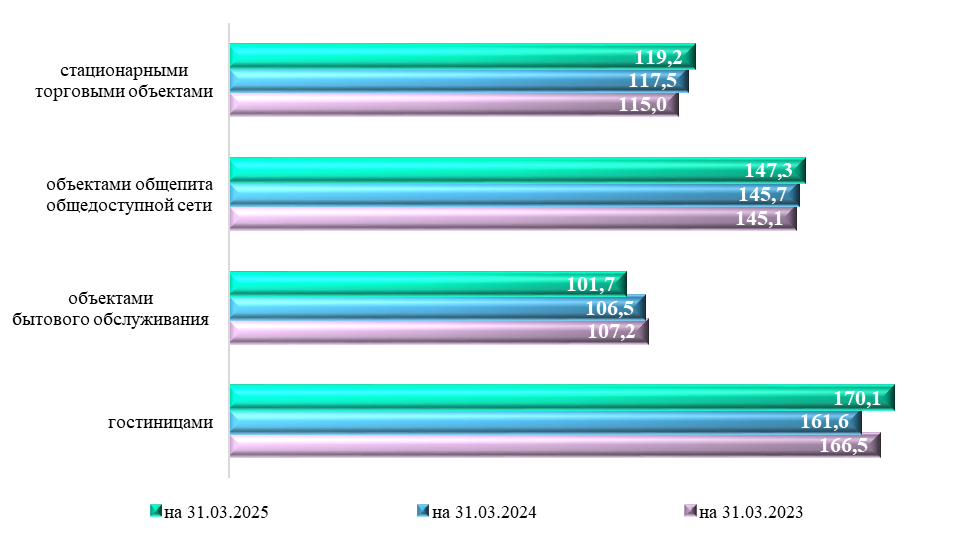 119,2
стационарными
торговыми объектами
117,5
115,0
147,3
объектами общепита
общедоступной сети
145,7
145,1
101,7
объектами
бытового обслуживания
106,5
107,2
170,1
гостиницами
161,6
166,5
на 31.03.2025
на 31.03.2024
на 31.03.2023